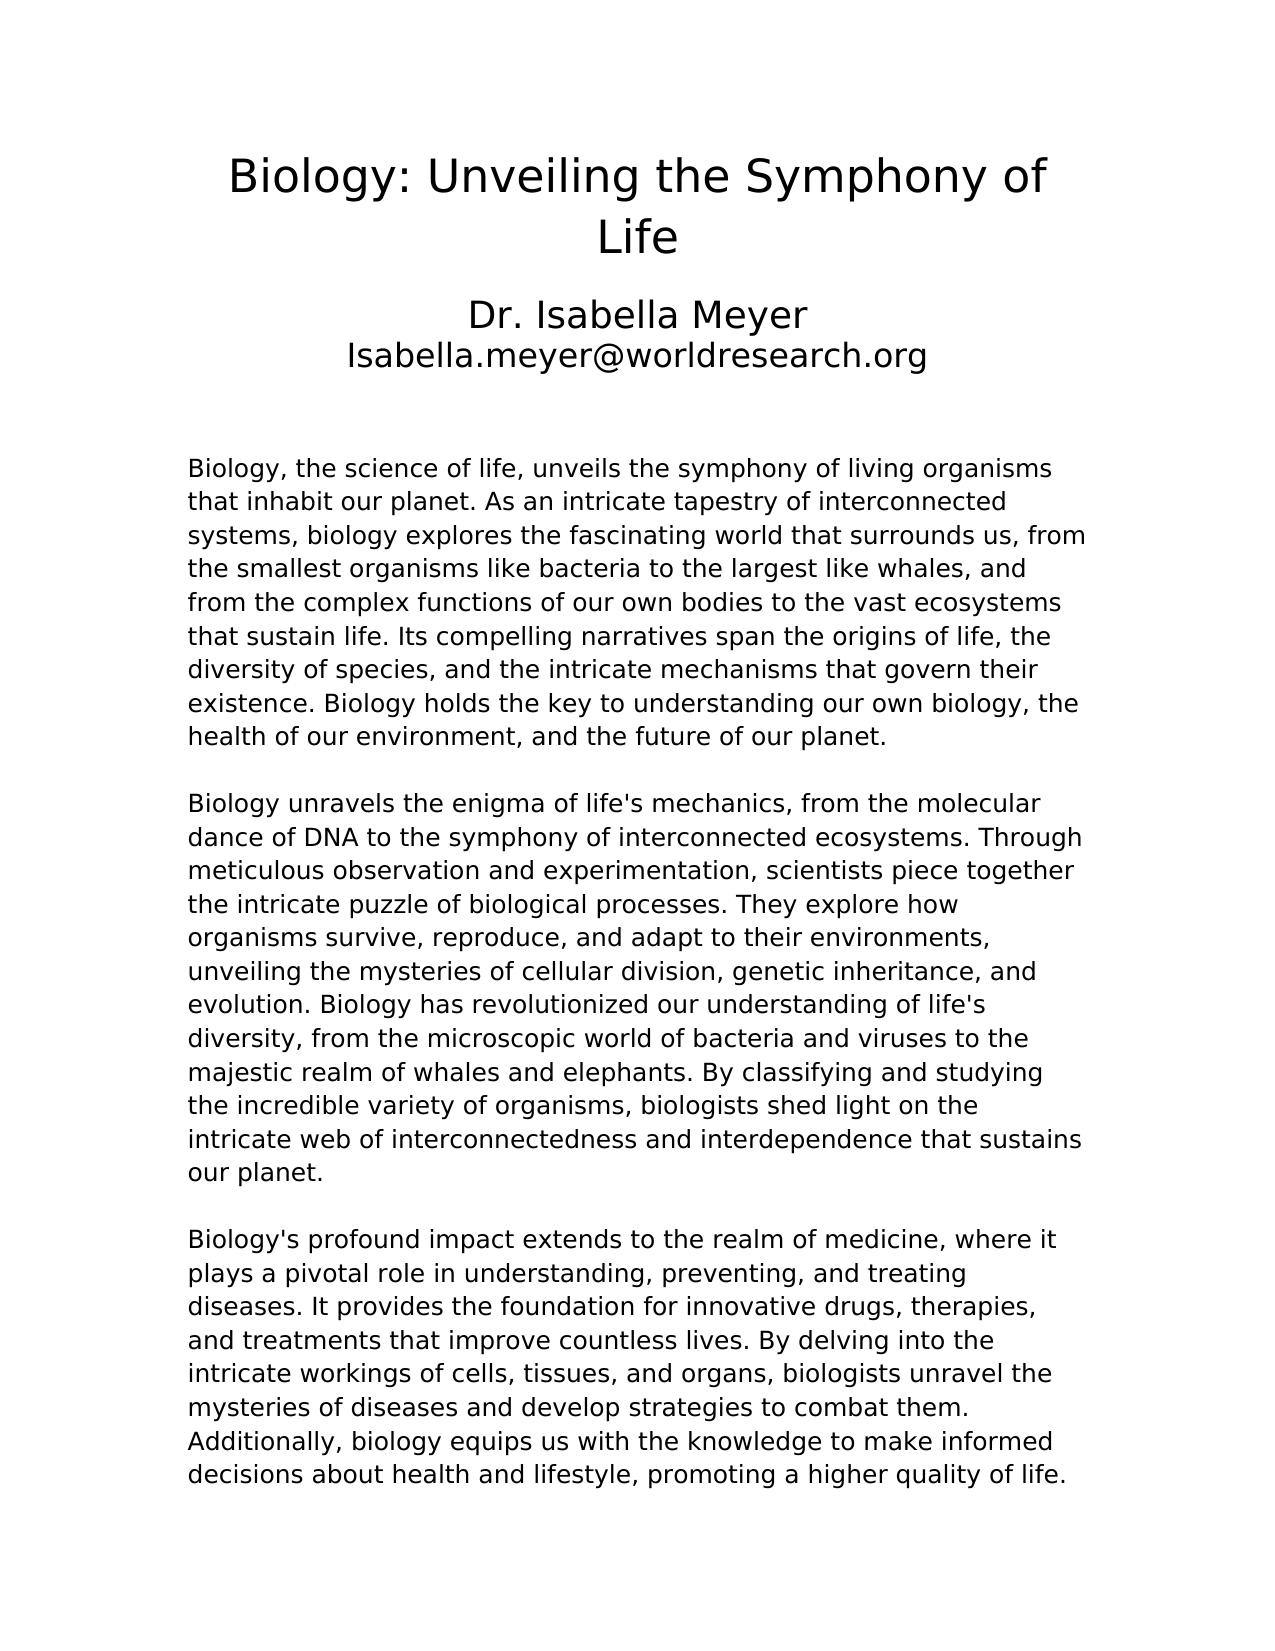 Biology: Unveiling the Symphony of
Life
Dr. Isabella Meyer
Isabella.meyer@worldresearch.org
Biology, the science of life, unveils the symphony of living organisms
that inhabit our planet. As an intricate tapestry of interconnected
systems, biology explores the fascinating world that surrounds us, from
the smallest organisms like bacteria to the largest like whales, and
from the complex functions of our own bodies to the vast ecosystems
that sustain life. Its compelling narratives span the origins of life, the
diversity of species, and the intricate mechanisms that govern their
existence. Biology holds the key to understanding our own biology, the
health of our environment, and the future of our planet.
Biology unravels the enigma of life's mechanics, from the molecular
dance of DNA to the symphony of interconnected ecosystems. Through
meticulous observation and experimentation, scientists piece together
the intricate puzzle of biological processes. They explore how
organisms survive, reproduce, and adapt to their environments,
unveiling the mysteries of cellular division, genetic inheritance, and
evolution. Biology has revolutionized our understanding of life's
diversity, from the microscopic world of bacteria and viruses to the
majestic realm of whales and elephants. By classifying and studying
the incredible variety of organisms, biologists shed light on the
intricate web of interconnectedness and interdependence that sustains
our planet.
Biology's profound impact extends to the realm of medicine, where it
plays a pivotal role in understanding, preventing, and treating
diseases. It provides the foundation for innovative drugs, therapies,
and treatments that improve countless lives. By delving into the
intricate workings of cells, tissues, and organs, biologists unravel the
mysteries of diseases and develop strategies to combat them.
Additionally, biology equips us with the knowledge to make informed
decisions about health and lifestyle, promoting a higher quality of life.